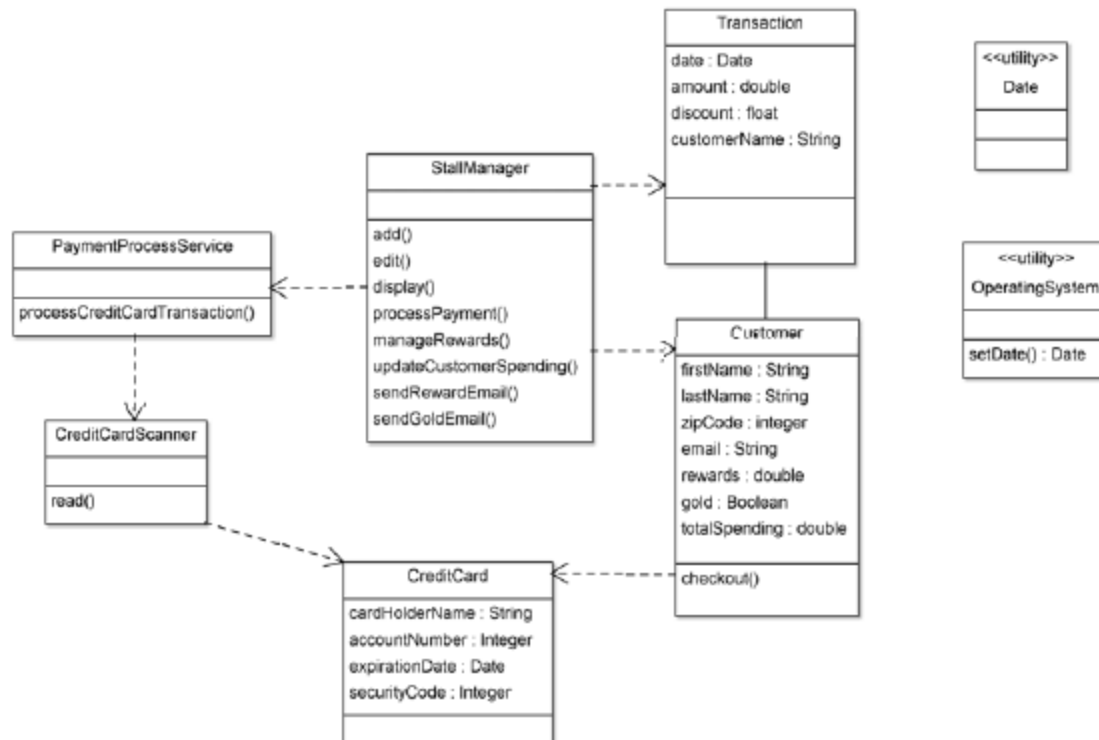 Transaction
date : Date
amount : double
discount : float
customerName : String
<<utility>>
Date
StallManager
add()
edit()
display()
processPayment()
manageRewards()
updateCustomerSpending()
sendRewardEmail()
sendGoldEmail()
PaymentProcessService
processCreditCardTransaction()
<<utility>>
OperatingSystem
setDate() : Date
Customer
firstName : String
lastName : String
zipCode : integer
email : String
rewards : double
gold : Boolean
totalSpending : double
checkout()
CreditCardScanner
read()
CreditCard
cardHolderName : String
accountNumber : Integer
expirationDate : Date
securityCode : Integer